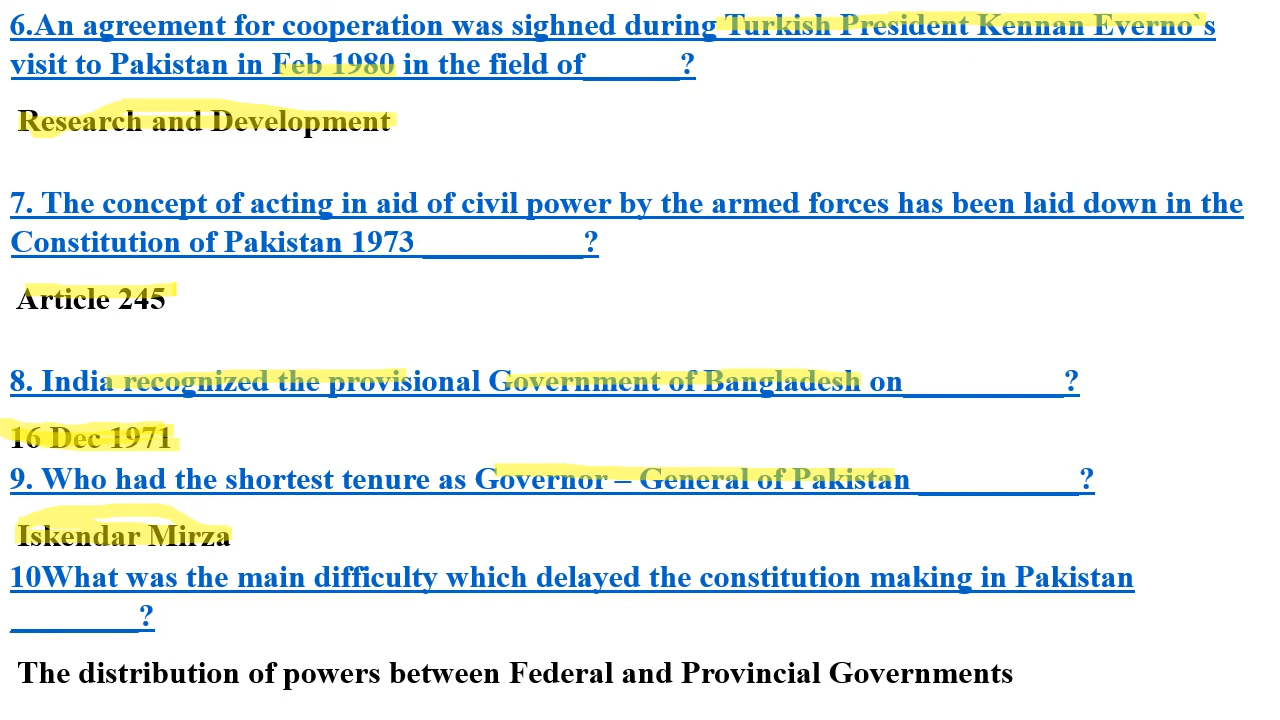 6.An agreement for cooperation was sighned during Turkish President Kennan Everno`s
visit to Pakistan in Feb 1980 in the field of______?
Research and Development
7. The concept of acting in aid of civil power by the armed forces has been laid down in the
Constitution of Pakistan 1973 __________?
Article 245
8. India recognized the provisional Government of Bangladesh on__________?
16 Dec 1971
9. Who had the shortest tenure as Governor – General of Pakistan __________?
Iskendar Mirza
10What was the main difficulty which delayed the constitution making in Pakistan
________?
The distribution of powers between Federal and Provincial Governments